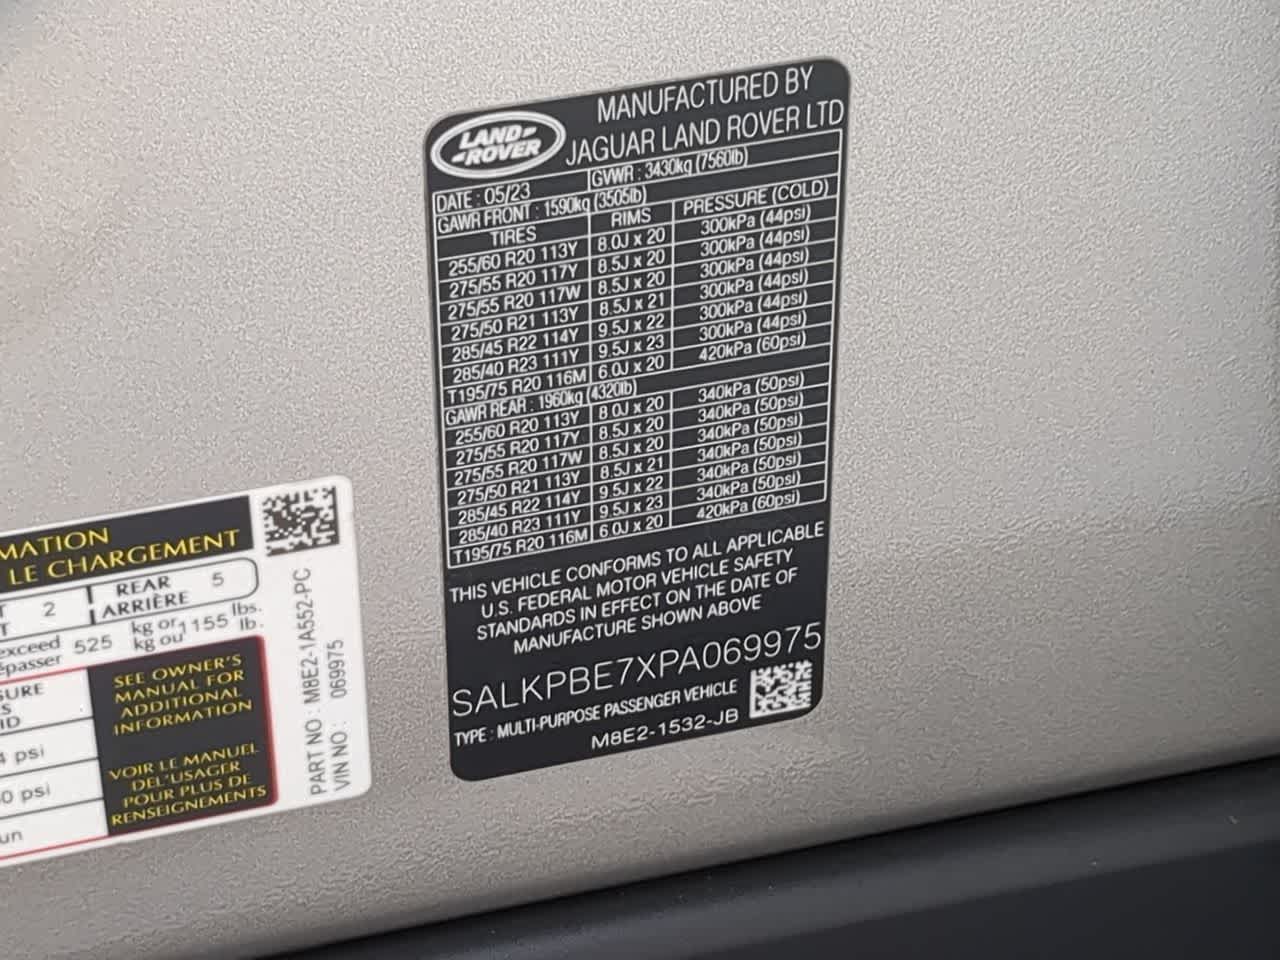 LAND ROVER
MANUFACTURED BY
JAGUAR LAND ROVER LTD
DATE : 05/23 GVWR : 3430kg (7560lb)
GAWR FRONT : 1590kg (3505lb)
TIRES RIMS PRESSURE (COLD)
255/60 R20 113Y 8.0J x 20 300kPa (44psi)
275/55 R20 117Y 8.5J x 20 300kPa (44psi)
275/55 R20 117W 8.5J x 20 300kPa (44psi)
275/50 R21 113Y 8.5J x 21 300kPa (44psi)
285/45 R22 114Y 9.5J x 22 300kPa (44psi)
285/40 R23 111Y 9.5J x 23 300kPa (44psi)
T195/75 R20 116M 6.0J x 20 420kPa (60psi)
GAWR REAR : 1960kg (4320lb)
255/60 R20 113Y 8.0J x 20 340kPa (50psi)
275/55 R20 117Y 8.5J x 20 340kPa (50psi)
275/55 R20 117W 8.5J x 20 340kPa (50psi)
275/50 R21 113Y 8.5J x 21 340kPa (50psi)
285/45 R22 114Y 9.5J x 22 340kPa (50psi)
285/40 R23 111Y 9.5J x 23 340kPa (50psi)
T195/75 R20 116M 6.0J x 20 420kPa (60psi)
THIS VEHICLE CONFORMS TO ALL APPLICABLE
U.S. FEDERAL MOTOR VEHICLE SAFETY
STANDARDS IN EFFECT ON THE DATE OF
MANUFACTURE SHOWN ABOVE
SALKPBE7XPA069975
TYPE : MULTI-PURPOSE PASSENGER VEHICLE
M8E2-1532-JB
MATION
LE CHARGEMENT
T 2 REAR 5
T ARRIÈRE
exceed 525 kg or 1155 lbs.
épasser kg ou lb.
SURE
S
ID
4 psi
0 psi
un
SEE OWNER'S
MANUAL FOR
ADDITIONAL
INFORMATION
VOIR LE MANUEL
DEL'USAGER
POUR PLUS DE
RENSEIGNEMENTS
PART NO : M8E2-1A552-PC
VIN NO : 069975